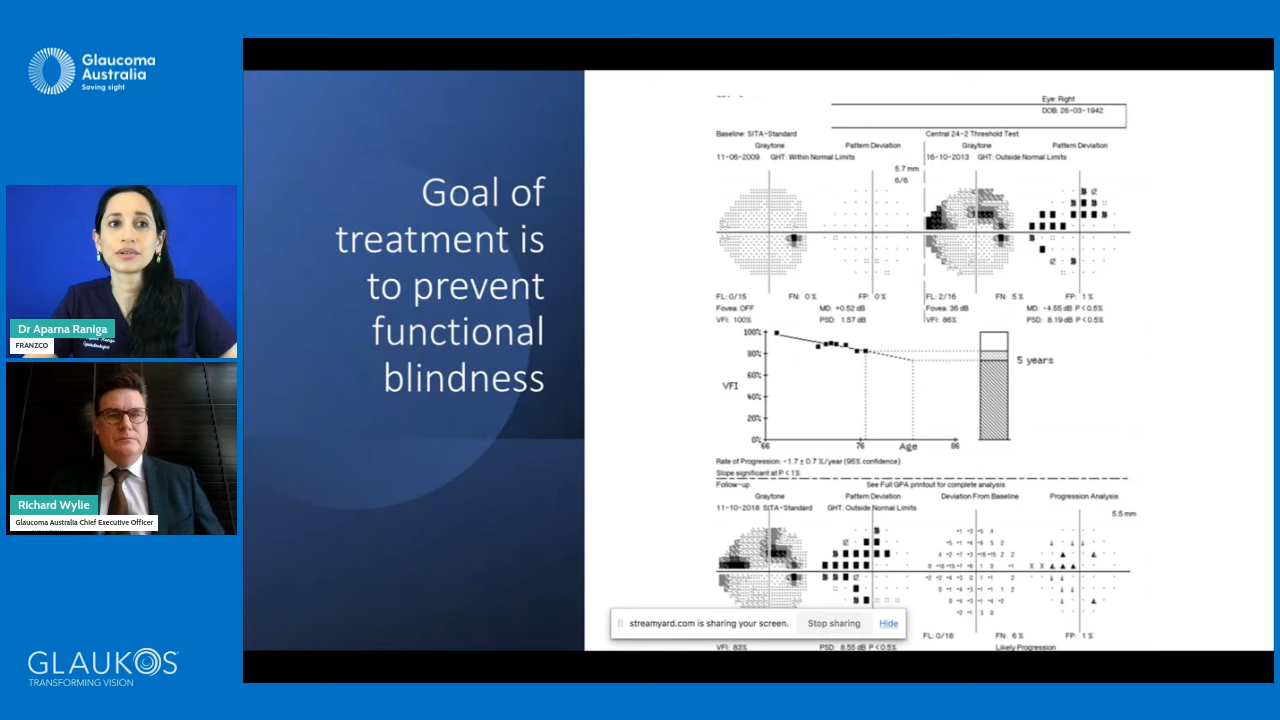 Glaucoma
Australia
Saving sight
Dr Aparna Raniga
FRANZCO
Richard Wylie
Glaucoma Australia Chief Executive Officer
GLAUKOS
TRANSFORMING VISION
Goal of
treatment is
to prevent
functional
blindness
Eye: Right
DOB: 26-03-1942
Baseline: SITA-Standard
Central 24-2 Threshold Test
Graytone Pattern Deviation Graytone Pattern Deviation
11-06-2009 GHT: Within Normal Limits 16-10-2013 GHT: Outside Normal Limits
5.7 mm
6/6
FL: 0/15 FN: 0% FP: 0% FL: 2/16 FN: 5% FP: 1%
Fovea: OFF MD: +0.52 dB Fovea: 36 dB MD: -4.55 dB P < 0.5%
VFI: 100% PSD: 1.57 dB VFI: 86% PSD: 8.19 dB P < 0.5%
100%
80%
60%
VFI
40%
20%
0%
66 76 Age 86
5 years
Rate of Progression: -1.7 ± 0.7 %/year (95% confidence)
Slope significant at P < 1%
Follow-up See Full GPA printout for complete analysis
Graytone Pattern Deviation Deviation From Baseline Progression Analysis
11-10-2018 SITA-Standard GHT: Outside Normal Limits
5.5 mm
streamyard.com is sharing your screen. Stop sharing Hide
FL: 0/18 FN: 6% FP: 1%
VFI: 83% PSD: 8.55 dB P < 0.5% Likely Progression